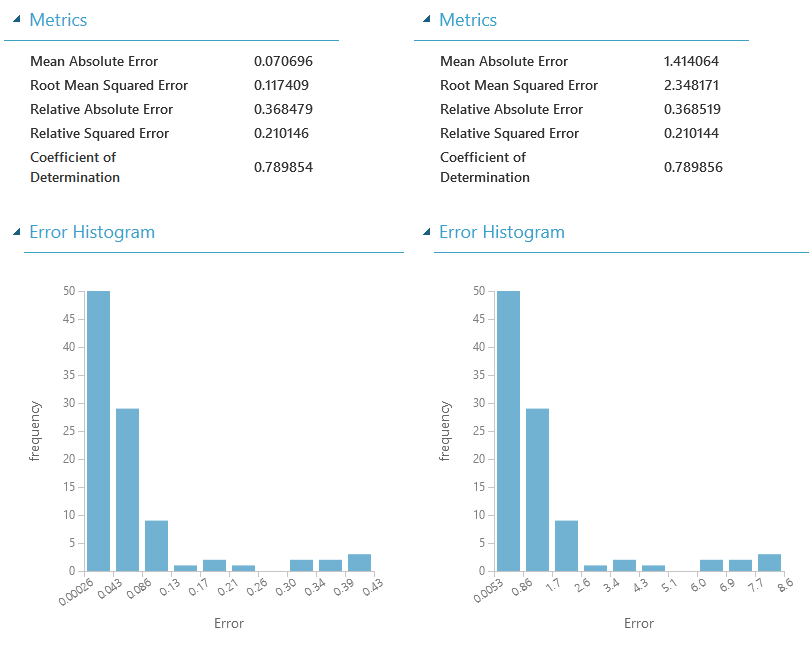 Metrics
Mean Absolute Error 0.070696
Root Mean Squared Error 0.117409
Relative Absolute Error 0.368479
Relative Squared Error 0.210146
Coefficient of
Determination 0.789854
Error Histogram
50
45
40
35
30
25
20
15
10
5
0
frequency
0.00026 0.043 0.086 0.13 0.17 0.21 0.26 0.30 0.34 0.39 0.43
Error
Metrics
Mean Absolute Error 1.414064
Root Mean Squared Error 2.348171
Relative Absolute Error 0.368519
Relative Squared Error 0.210144
Coefficient of
Determination 0.789856
Error Histogram
50
45
40
35
30
25
20
15
10
5
0
frequency
0.0053 0.86 1.7 2.6 3.4 4.3 5.1 6.0 6.9 7.7 8.6
Error